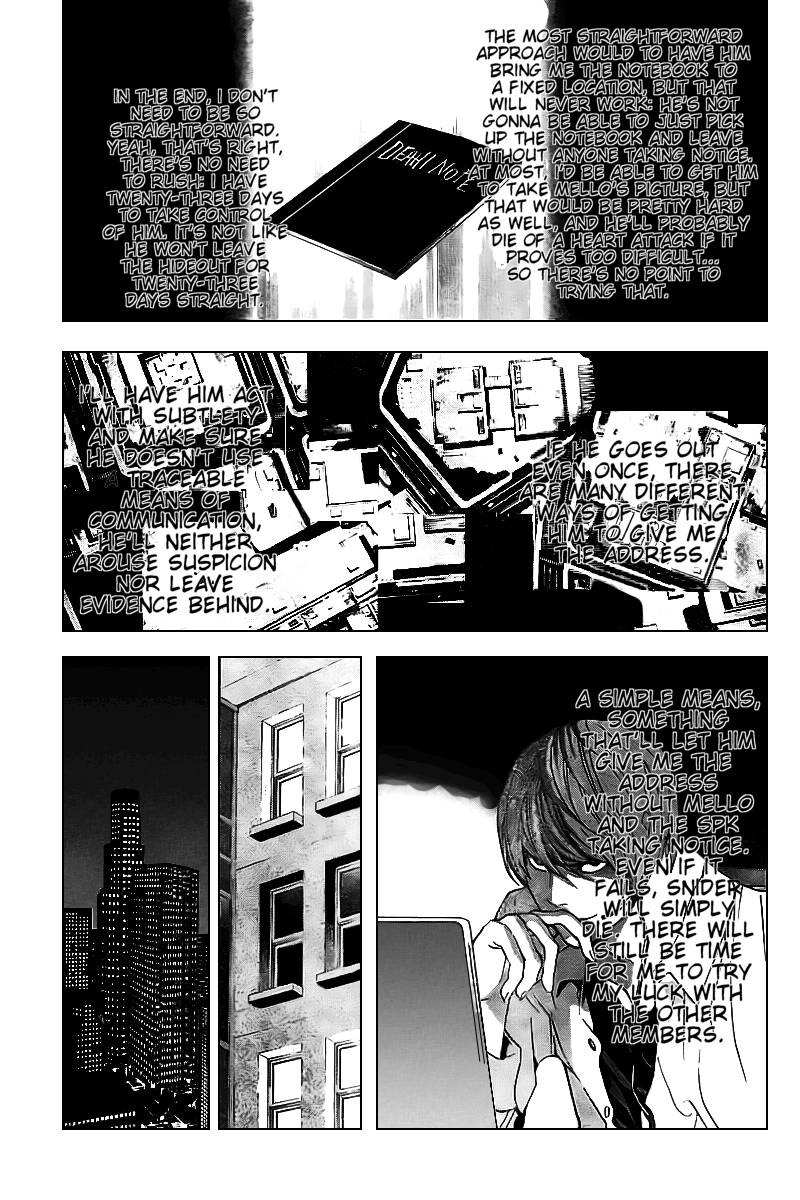 THE MOST STRAIGHTFORWARD
APPROACH WOULD TO HAVE HIM
BRING ME THE NOTEBOOK TO
A FIXED LOCATION, BUT THAT
WILL NEVER WORK: HE'S NOT
GONNA BE ABLE TO JUST PICK
UP THE NOTEBOOK AND LEAVE
WITHOUT ANYONE TAKING NOTICE.
AT MOST, I'D BE ABLE TO GET HIM
TO TAKE MELLO'S PICTURE, BUT
THAT WOULD BE PRETTY HARD
AS WELL, AND HE'LL PROBABLY
DIE OF A HEART ATTACK IF IT
PROVES TOO DIFFICULT...
SO THERE'S NO POINT TO
TRYING THAT.
DEATH NOTE
IN THE END, I DON'T
NEED TO BE SO
STRAIGHTFORWARD.
YEAH, THAT'S RIGHT,
THERE'S NO NEED
TO RUSH: I HAVE
TWENTY-THREE DAYS
TO TAKE CONTROL
OF HIM. IT'S NOT LIKE
HE WON'T LEAVE
THE HIDEOUT FOR
TWENTY-THREE
DAYS STRAIGHT.
IF HE GOES OUT
EVEN ONCE, THERE
ARE MANY DIFFERENT
WAYS OF GETTING
HIM TO GIVE ME
THE ADDRESS.
I'LL HAVE HIM ACT
WITH SUBTLETY
AND MAKE SURE
HE DOESN'T USE
TRACEABLE
MEANS OF
COMMUNICATION,
HE'LL NEITHER
AROUSE SUSPICION
NOR LEAVE
EVIDENCE BEHIND.
A SIMPLE MEANS,
SOMETHING
THAT'LL LET HIM
GIVE ME THE
ADDRESS
WITHOUT MELLO
AND THE SPK
TAKING NOTICE.
EVEN IF IT
FAILS, SNIDER
WILL SIMPLY
DIE. THERE WILL
STILL BE TIME
FOR ME TO TRY
MY LUCK WITH
THE OTHER
MEMBERS.